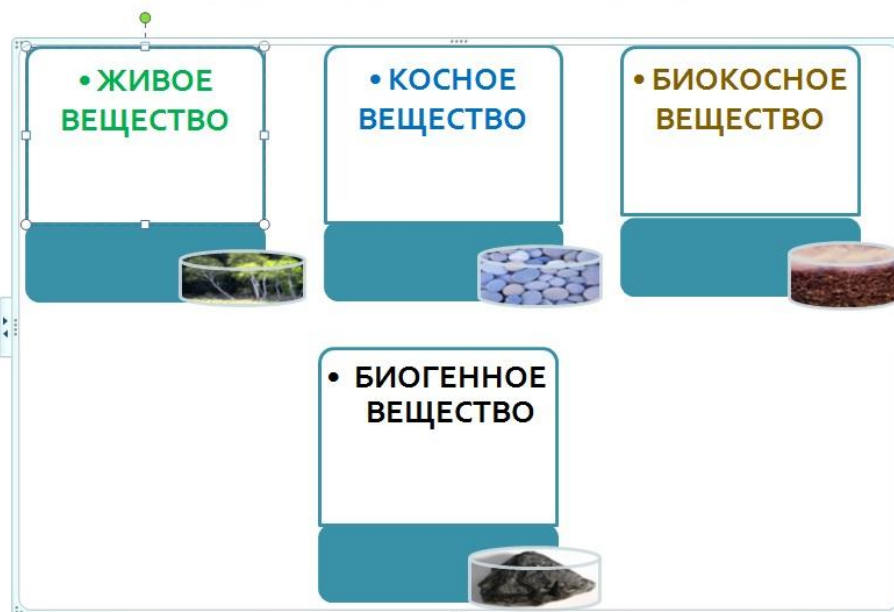 • ЖИВОЕ
ВЕЩЕСТВО
• КОСНОЕ
ВЕЩЕСТВО
• БИОКОСНОЕ
ВЕЩЕСТВО
• БИОГЕННОЕ
ВЕЩЕСТВО